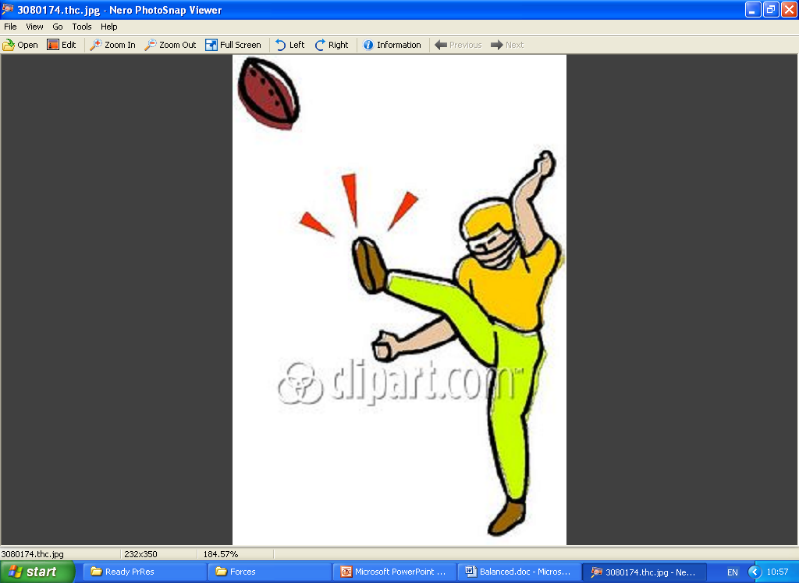 3080174.thc.jpg - Nero PhotoSnap Viewer
File View Go Tools Help
Open Edit Zoom In Zoom Out Full Screen Left Right Information Previous Next
clipart.com™
3080174.thc.jpg 232x350 184.57%
start Ready PrRes Forces Microsoft PowerPoint ... Balanced.doc - Micros... 3080174.thc.jpg - Ne... EN 10:57